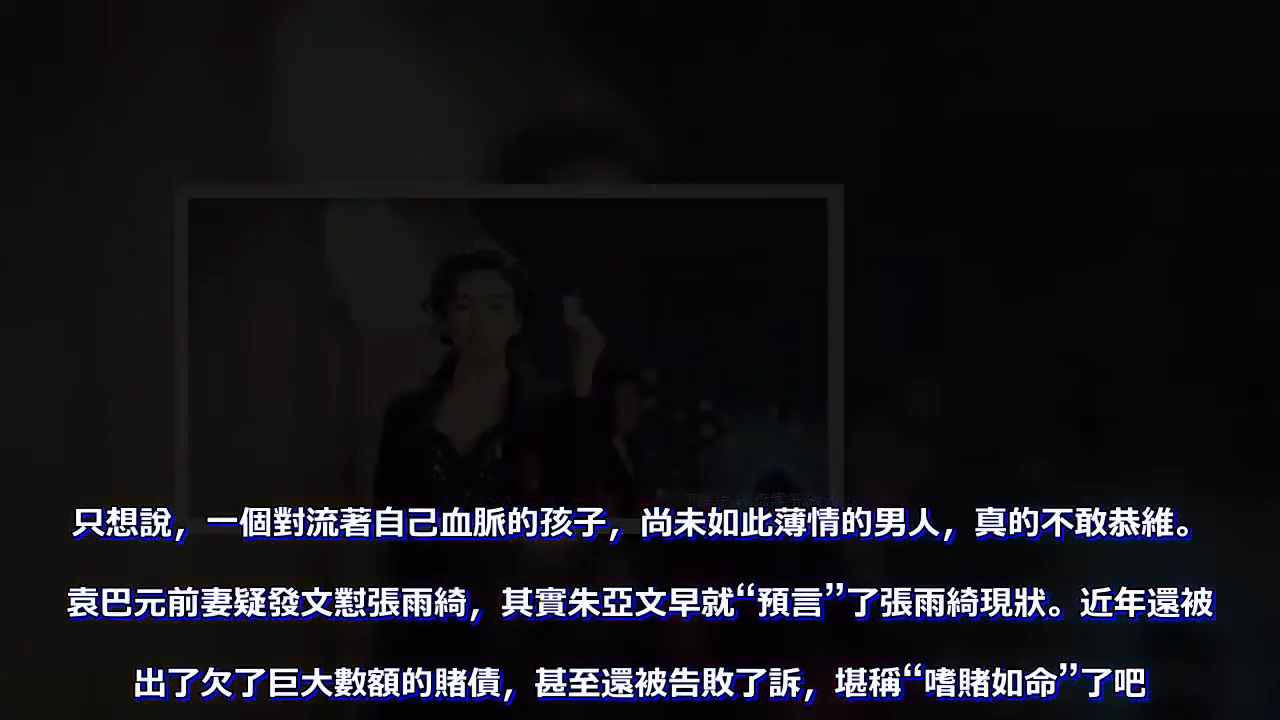 只想說，一個對流著自己血脈的孩子，尚未如此薄情的男人，真的不敢恭維。
袁巴元前妻疑發文懟張雨綺，其實朱亞文早就“預言”了張雨綺現狀。近年還被
出了欠了巨大數額的賭債，甚至還被告敗了訴，堪稱“嗜賭如命”了吧